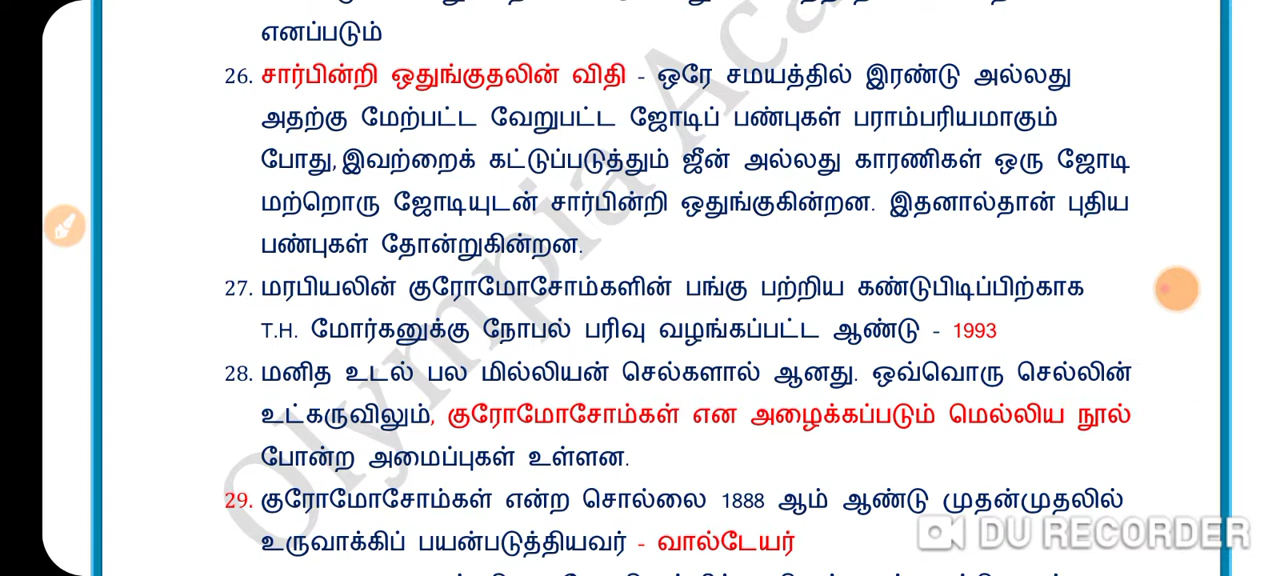 எனப்படும்
26. சார்பின்றி ஒதுங்குதலின் விதி - ஒரே சமயத்தில் இரண்டு அல்லது
அதற்கு மேற்பட்ட வேறுபட்ட ஜோடிப் பண்புகள் பராம்பரியமாகும்
போது,இவற்றைக் கட்டுப்படுத்தும் ஜீன் அல்லது காரணிகள் ஒரு ஜோடி
மற்றொரு ஜோடியுடன் சார்பின்றி ஒதுங்குகின்றன. இதனால்தான் புதிய
பண்புகள் தோன்றுகின்றன.
27. மரபியலின் குரோமோசோம்களின் பங்கு பற்றிய கண்டுபிடிப்பிற்காக
T.H. மோர்கனுக்கு நோபல் பரிவு வழங்கப்பட்ட ஆண்டு - 1993
28. மனித உடல் பல மில்லியன் செல்களால் ஆனது. ஒவ்வொரு செல்லின்
உட்கருவிலும், குரோமோசோம்கள் என அழைக்கப்படும் மெல்லிய நூல்
போன்ற அமைப்புகள் உள்ளன.
29. குரோமோசோம்கள் என்ற சொல்லை 1888 ஆம் ஆண்டு முதன்முதலில்
உருவாக்கிப் பயன்படுத்தியவர் - வால்டேயர்
DU RECORDER
Olympia Aca